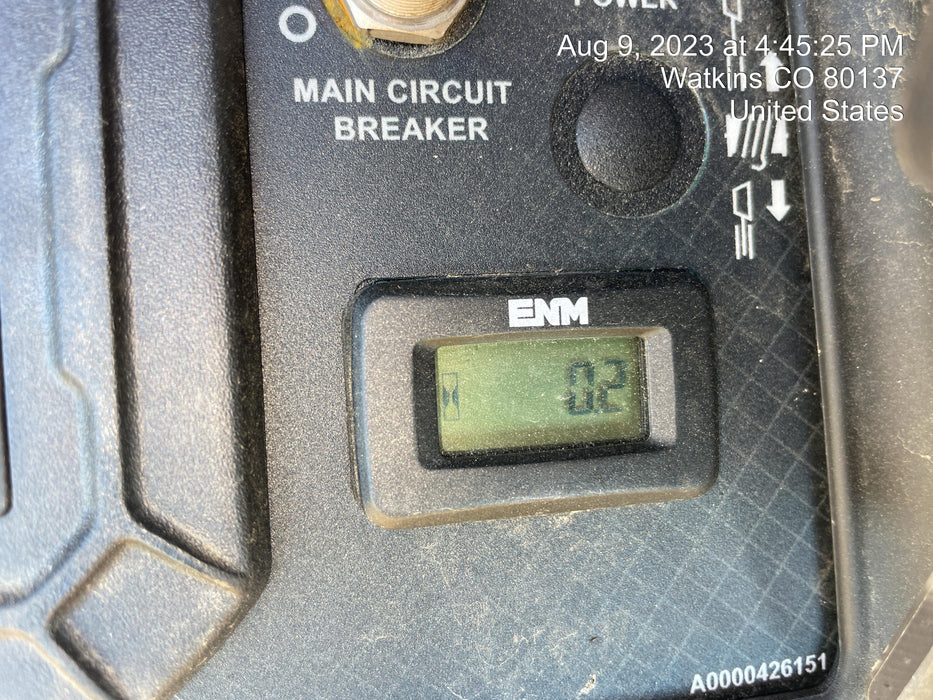 POWER
Aug 9, 2023 at 4:45:25 PM
Watkins CO 80137
United States
MAIN CIRCUIT
BREAKER
ENM
0.2
A0000426151